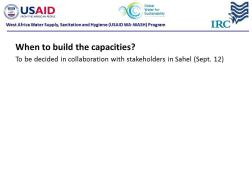 USAID
FROM THE AMERICAN PEOPLE
Global
Water for
Sustainability
West Africa Water Supply, Sanitation and Hygiene (USAID WA-WASH) Program
IRC
When to build the capacities?
To be decided in collaboration with stakeholders in Sahel (Sept. 12)